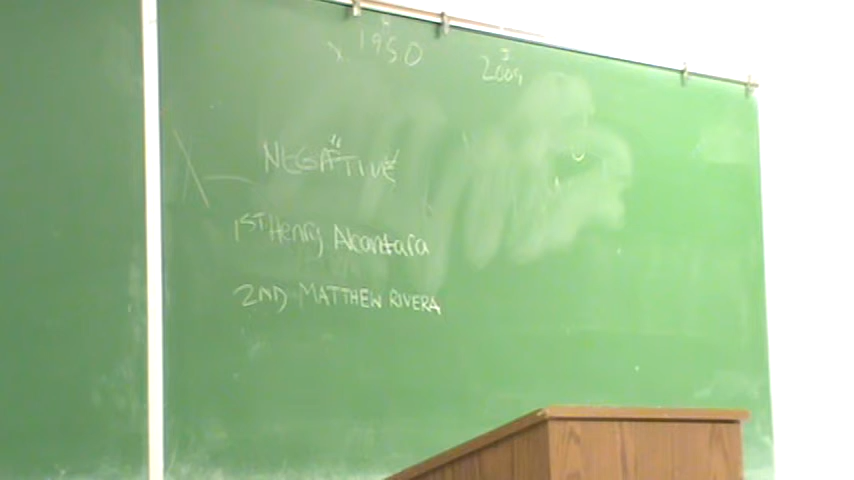 1950
2009
NEGATIVE
1ST Henry Alcantara
2ND MATTHEW RIVERA